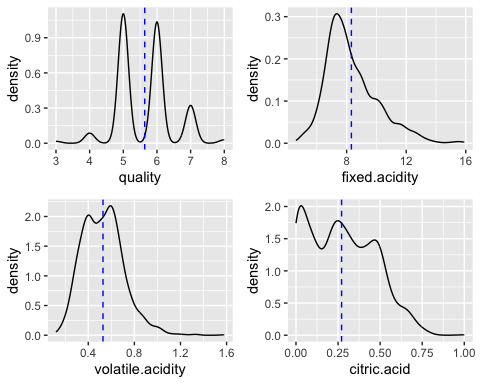 density
0.9
0.6
0.3
0.0
3 4 5 6 7 8
quality
density
0.3
0.2
0.1
0.0
8 12 16
fixed.acidity
density
2.0
1.5
1.0
0.5
0.0
0.4 0.8 1.2 1.6
volatile.acidity
density
2.0
1.5
1.0
0.5
0.0
0.00 0.25 0.50 0.75 1.00
citric.acid